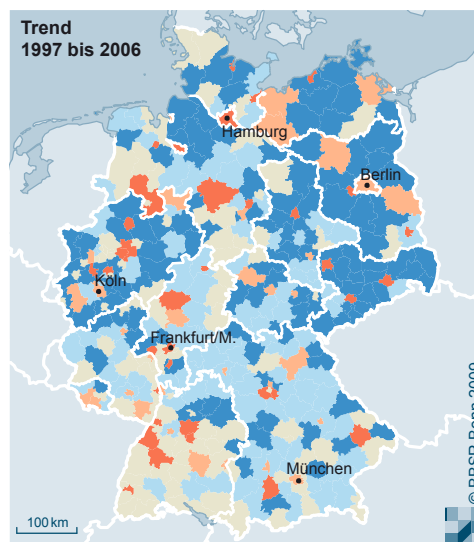 Trend
1997 bis 2006
Hamburg
Berlin
Köln
Frankfurt/M.
München
100 km
© BBSR Bonn 2009